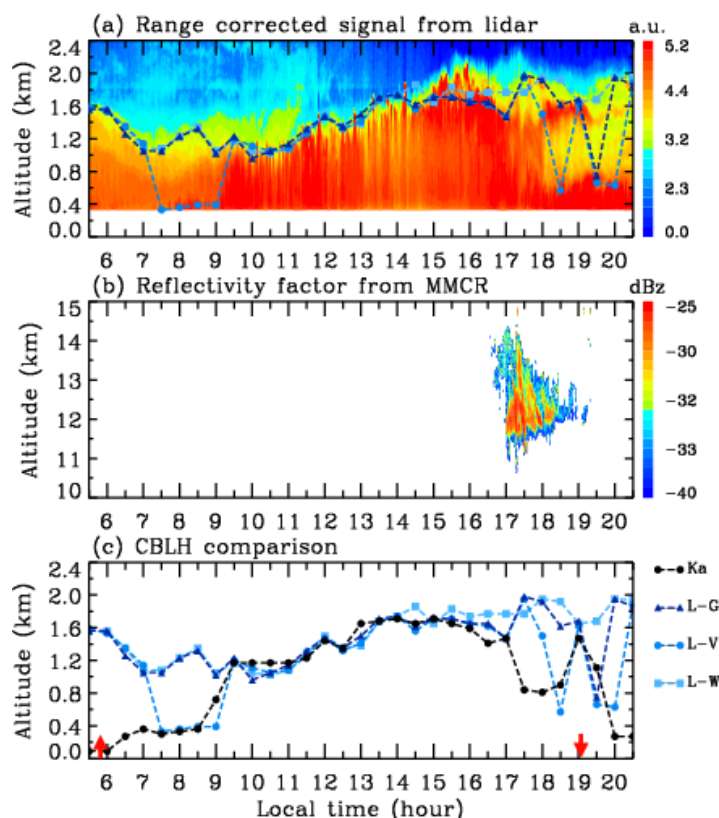 (a) Range corrected signal from lidar a.u.
2.4
2.0
1.6
1.2
0.8
0.4
0.0
Altitude (km)
5.2
4.4
3.2
2.3
0.0
6 7 8 9 10 11 12 13 14 15 16 17 18 19 20
(b) Reflectivity factor from MMCR dBz
15
14
13
12
11
10
Altitude (km)
-25
-30
-32
-33
-40
6 7 8 9 10 11 12 13 14 15 16 17 18 19 20
(c) CBLH comparison
2.4
2.0
1.6
1.2
0.8
0.4
0.0
Altitude (km)
Ka
L-G
L-V
L-W
6 7 8 9 10 11 12 13 14 15 16 17 18 19 20
Local time (hour)